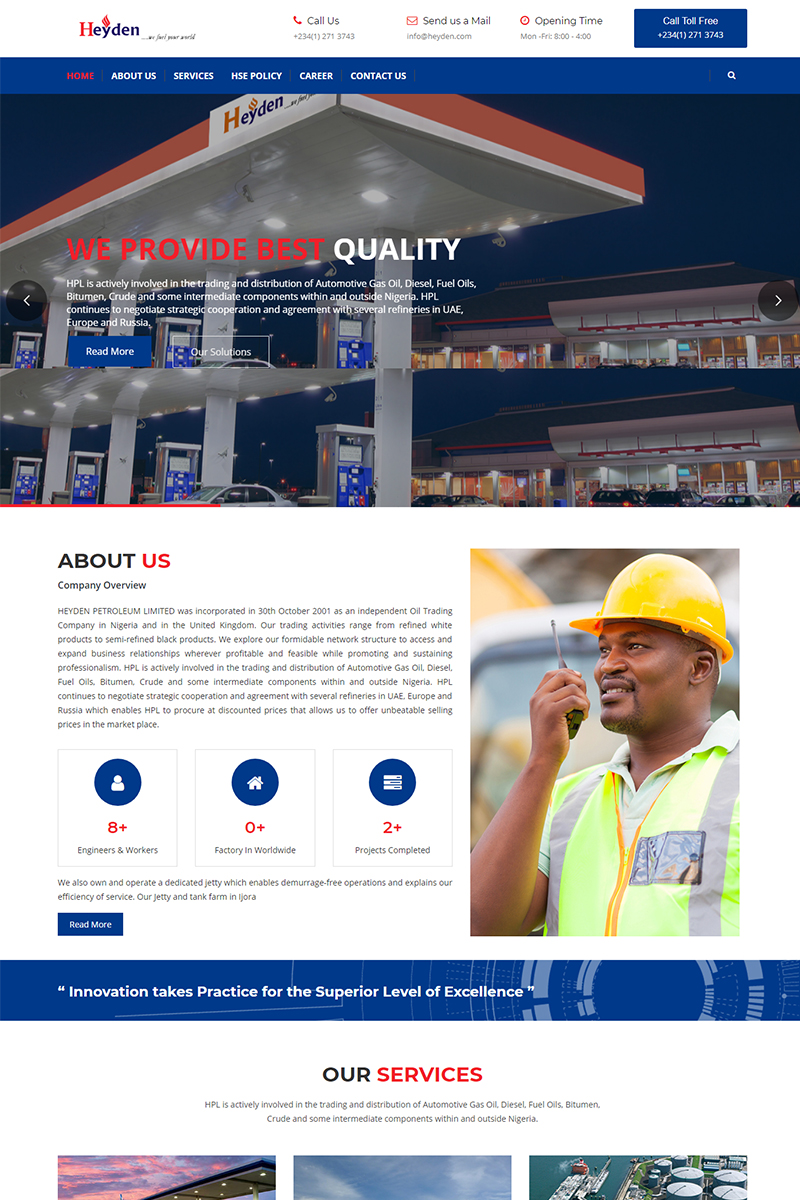 Heyden
....we fuel your world
Call Us
+234(1) 271 3743
Send us a Mail
info@heyden.com
Opening Time
Mon -Fri: 8:00 - 4:00
Call Toll Free
+234(1) 271 3743
HOME
ABOUT US
SERVICES
HSE POLICY
CAREER
CONTACT US
Heyden
....we fuel your
WE PROVIDE BEST QUALITY
HPL is actively involved in the trading and distribution of Automotive Gas Oil, Diesel, Fuel Oils,
Bitumen, Crude and some intermediate components within and outside Nigeria. HPL
continues to negotiate strategic cooperation and agreement with several refineries in UAE,
Europe and Russia.
Read More
Our Solutions
ABOUT US
Company Overview
HEYDEN PETROLEUM LIMITED was incorporated in 30th October 2001 as an independent Oil Trading
Company in Nigeria and in the United Kingdom. Our trading activities range from refined white
products to semi-refined black products. We explore our formidable network structure to access and
expand business relationships wherever profitable and feasible while promoting and sustaining
professionalism. HPL is actively involved in the trading and distribution of Automotive Gas Oil, Diesel,
Fuel Oils, Bitumen, Crude and some intermediate components within and outside Nigeria. HPL
continues to negotiate strategic cooperation and agreement with several refineries in UAE, Europe and
Russia which enables HPL to procure at discounted prices that allows us to offer unbeatable selling
prices in the market place.
8+
Engineers & Workers
0+
Factory In Worldwide
2+
Projects Completed
We also own and operate a dedicated jetty which enables demurrage-free operations and explains our
efficiency of service. Our Jetty and tank farm in Ijora
Read More
“ Innovation takes Practice for the Superior Level of Excellence ”
OUR SERVICES
HPL is actively involved in the trading and distribution of Automotive Gas Oil, Diesel, Fuel Oils, Bitumen,
Crude and some intermediate components within and outside Nigeria.